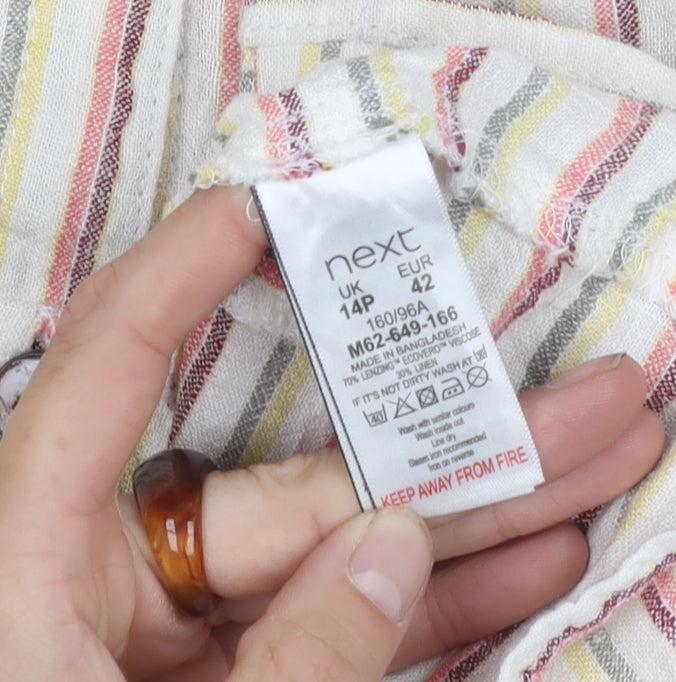 next
UK EUR
14P 42
160/96A
M62-649-166
MADE IN BANGLADESH
70% LENZING™ ECOVERO™ VISCOSE
30% LINEN
IF IT'S NOT DIRTY WASH AT 30
40
Wash with similar colours
Wash inside out
Line dry
Steam iron recommended
Iron on reverse
KEEP AWAY FROM FIRE